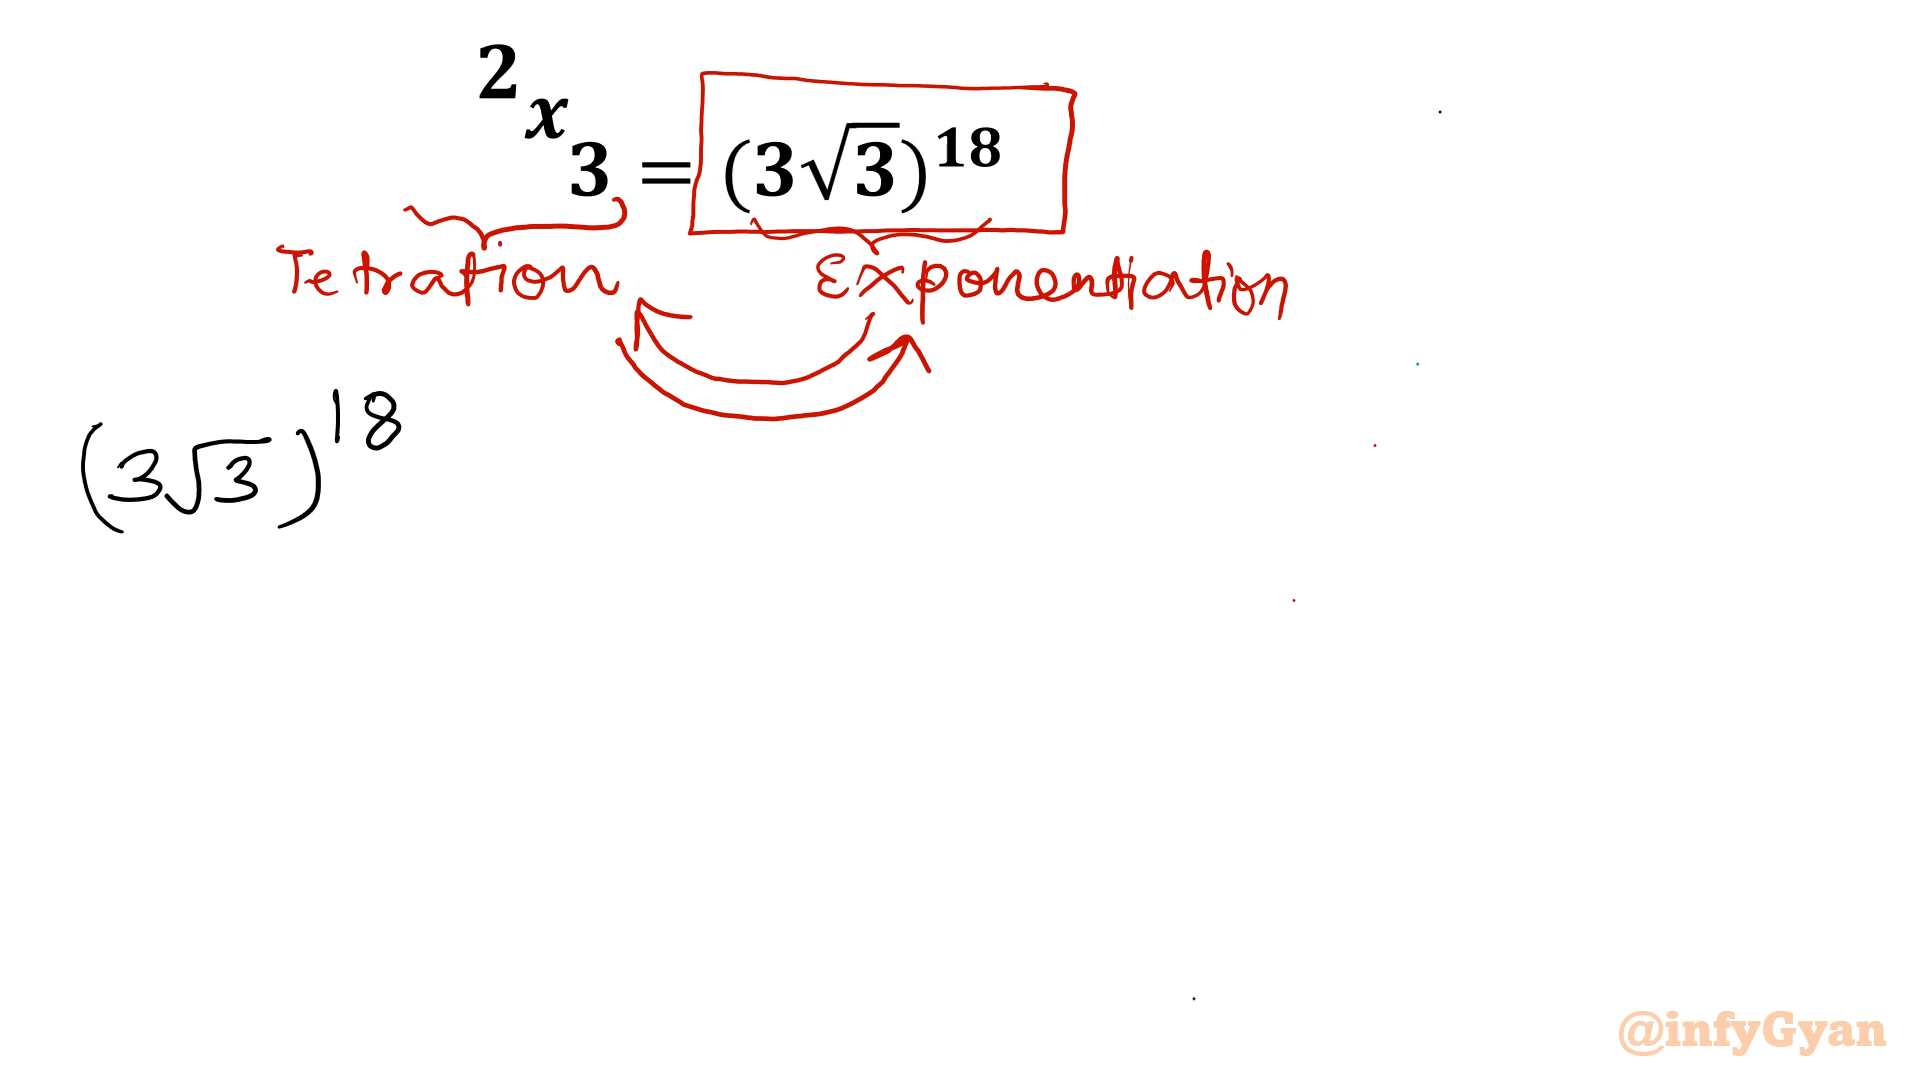 ²ˣ3 = (3√3)¹⁸
Tetration Exponentiation
(3√3)¹⁸
@infyGyan